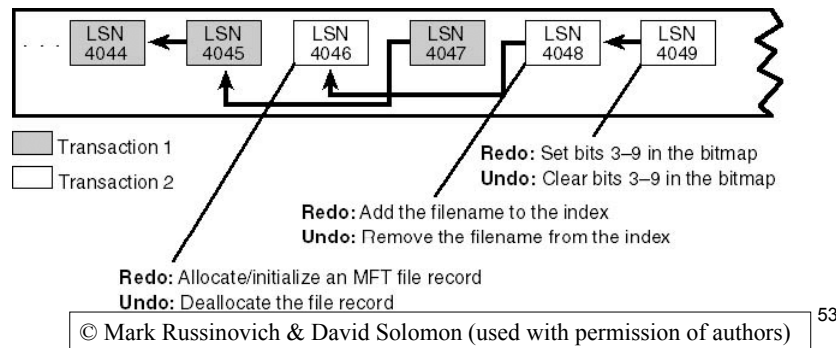 . . .
LSN 4044
LSN 4045
LSN 4046
LSN 4047
LSN 4048
LSN 4049
Transaction 1
Transaction 2
Redo: Set bits 3–9 in the bitmap
Undo: Clear bits 3–9 in the bitmap
Redo: Add the filename to the index
Undo: Remove the filename from the index
Redo: Allocate/initialize an MFT file record
Undo: Deallocate the file record
© Mark Russinovich & David Solomon (used with permission of authors)
53